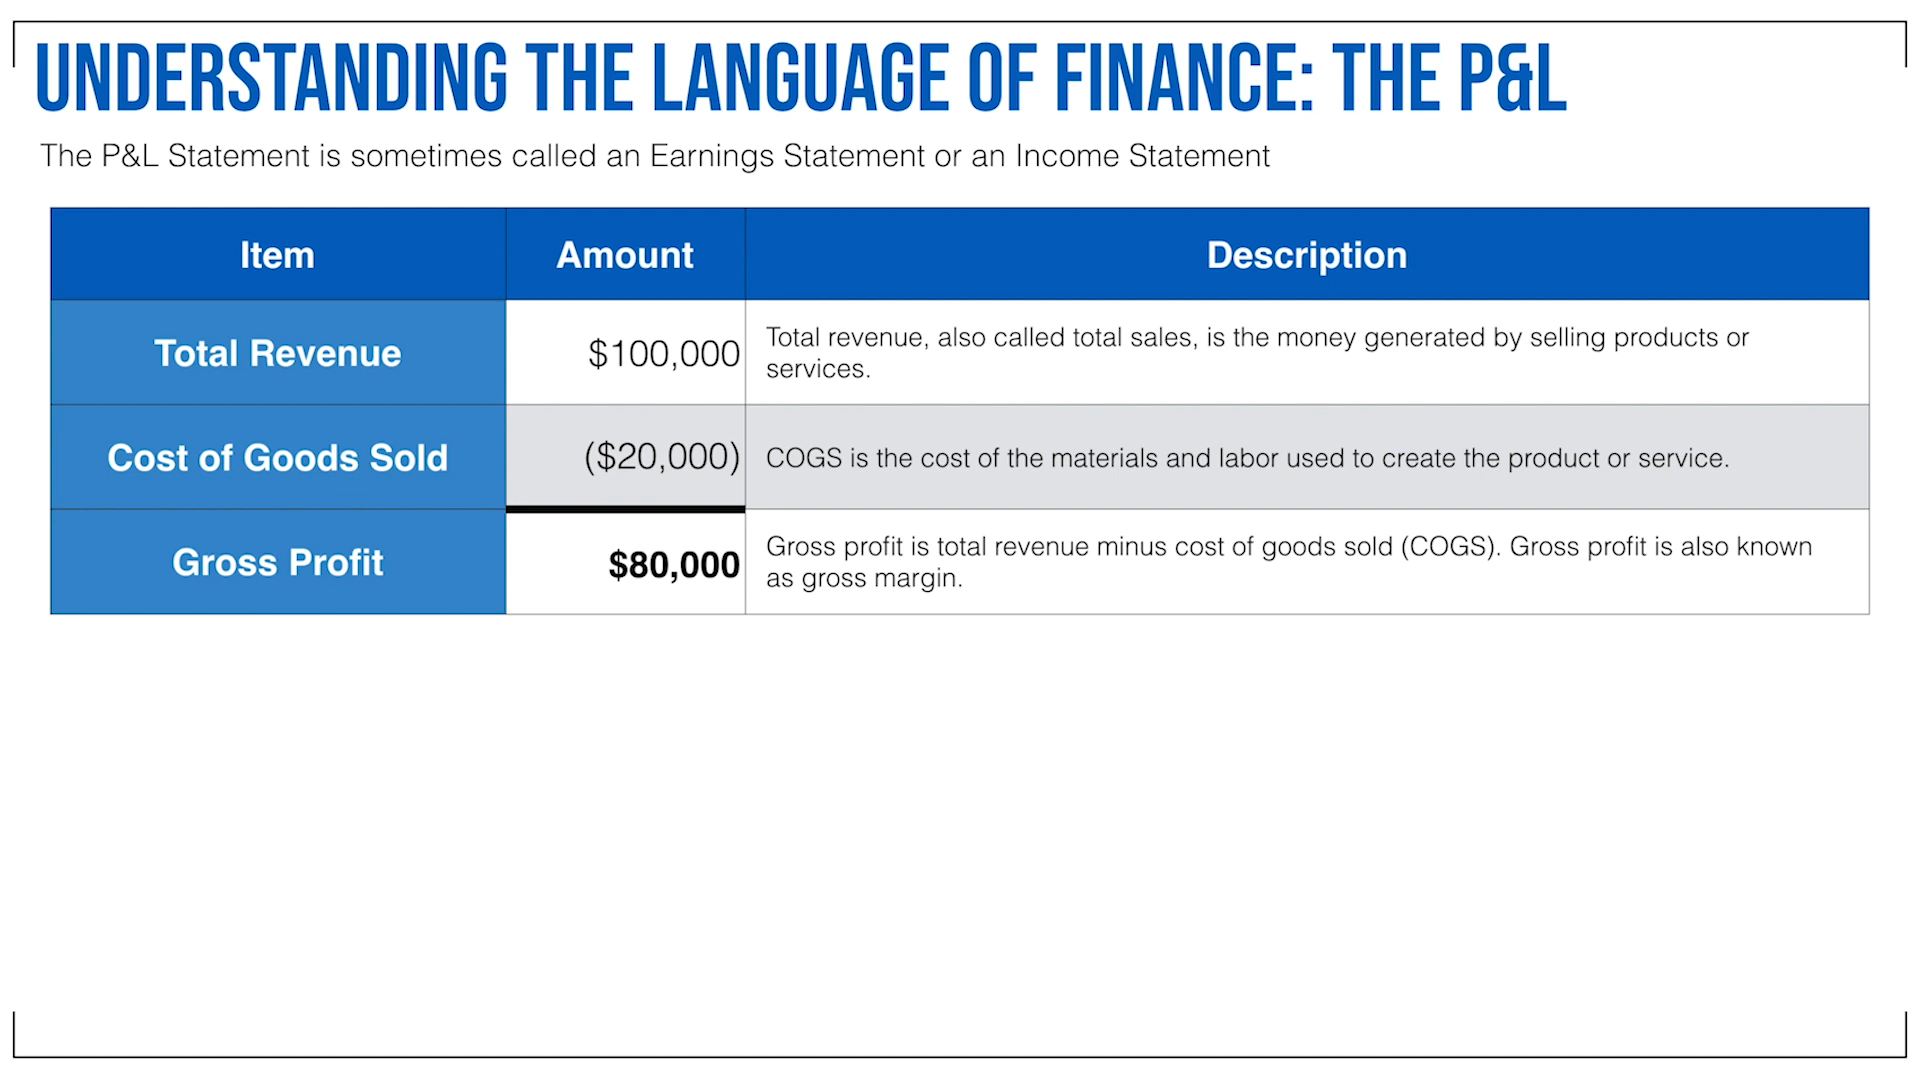 UNDERSTANDING THE LANGUAGE OF FINANCE: THE P&L
The P&L Statement is sometimes called an Earnings Statement or an Income Statement
Item Amount Description
Total Revenue $100,000 Total revenue, also called total sales, is the money generated by selling products or
services.
Cost of Goods Sold ($20,000) COGS is the cost of the materials and labor used to create the product or service.
Gross Profit $80,000 Gross profit is total revenue minus cost of goods sold (COGS). Gross profit is also known
as gross margin.